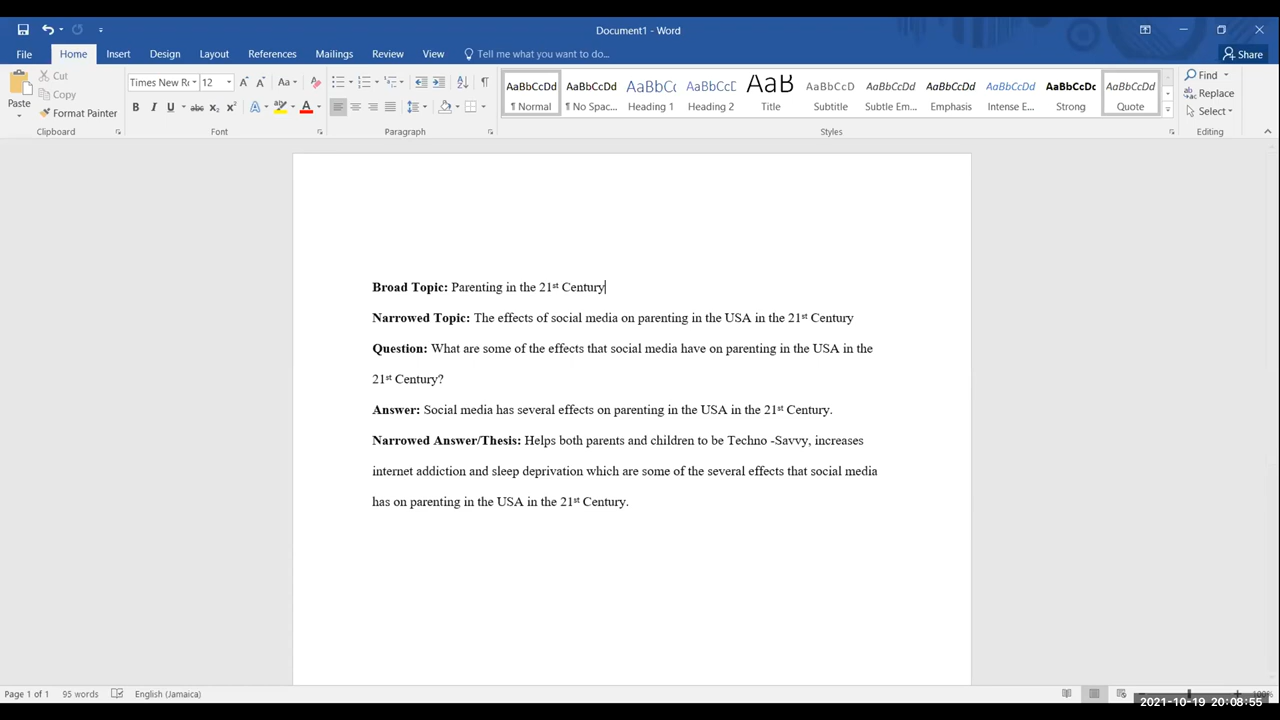 Document1 - Word
File Home Insert Design Layout References Mailings Review View Tell me what you want to do... Share
Paste
Cut
Copy
Format Painter
Clipboard
Times New Ro 12
Font
Paragraph
AaBbCcDd AaBbCcDd AaBbCc AaBbCcD AaB AaBbCcD AaBbCcDd AaBbCcDd AaBbCcDd AaBbCcDc AaBbCcDd
¶ Normal ¶ No Spac... Heading 1 Heading 2 Title Subtitle Subtle Em... Emphasis Intense E... Strong Quote
Styles
Find
Replace
Select
Editing
Broad Topic: Parenting in the 21st Century
Narrowed Topic: The effects of social media on parenting in the USA in the 21st Century
Question: What are some of the effects that social media have on parenting in the USA in the
21st Century?
Answer: Social media has several effects on parenting in the USA in the 21st Century.
Narrowed Answer/Thesis: Helps both parents and children to be Techno -Savvy, increases
internet addiction and sleep deprivation which are some of the several effects that social media
has on parenting in the USA in the 21st Century.
Page 1 of 1 95 words English (Jamaica)
2021-10-19 20:08:55